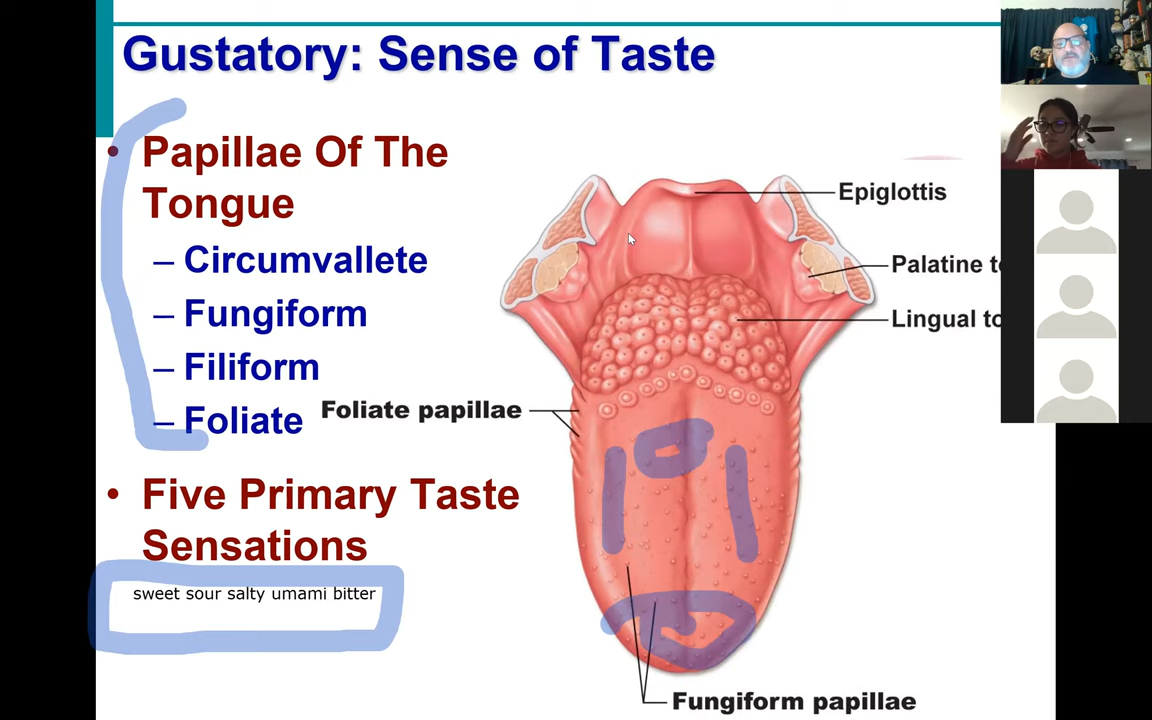 Gustatory: Sense of Taste
• Papillae Of The
Tongue
– Circumvallete
– Fungiform
– Filiform
– Foliate
• Five Primary Taste
Sensations
sweet sour salty umami bitter
Epiglottis
Palatine
Lingual
Foliate papillae
Fungiform papillae